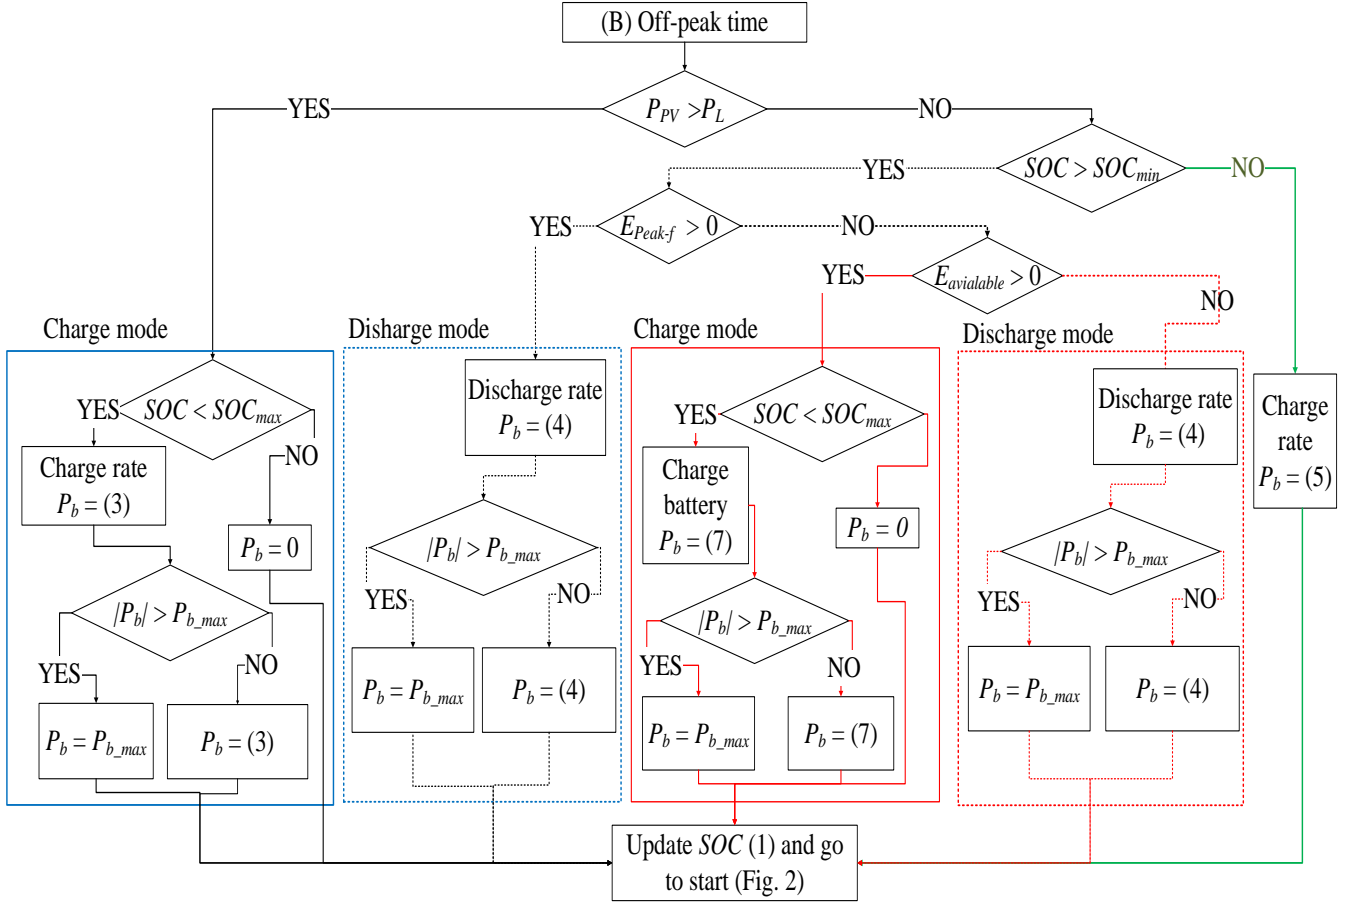 (B) Off-peak time
P_PV >P_L
YES
NO
SOC > SOC_min
YES
NO
E_Peak-f > 0
YES
NO
E_avialable > 0
YES
NO
Charge mode
SOC < SOC_max
YES
NO
Charge rate
P_b = (3)
P_b = 0
|P_b| > P_b_max
YES
NO
P_b = P_b_max
P_b = (3)
Disharge mode
Discharge rate
P_b = (4)
|P_b| > P_b_max
YES
NO
P_b = P_b_max
P_b = (4)
Charge mode
SOC < SOC_max
YES
NO
Charge
battery
P_b = (7)
P_b = 0
|P_b| > P_b_max
YES
NO
P_b = P_b_max
P_b = (7)
Discharge mode
Discharge rate
P_b = (4)
|P_b| > P_b_max
YES
NO
P_b = P_b_max
P_b = (4)
Charge
rate
P_b = (5)
Update SOC (1) and go
to start (Fig. 2)